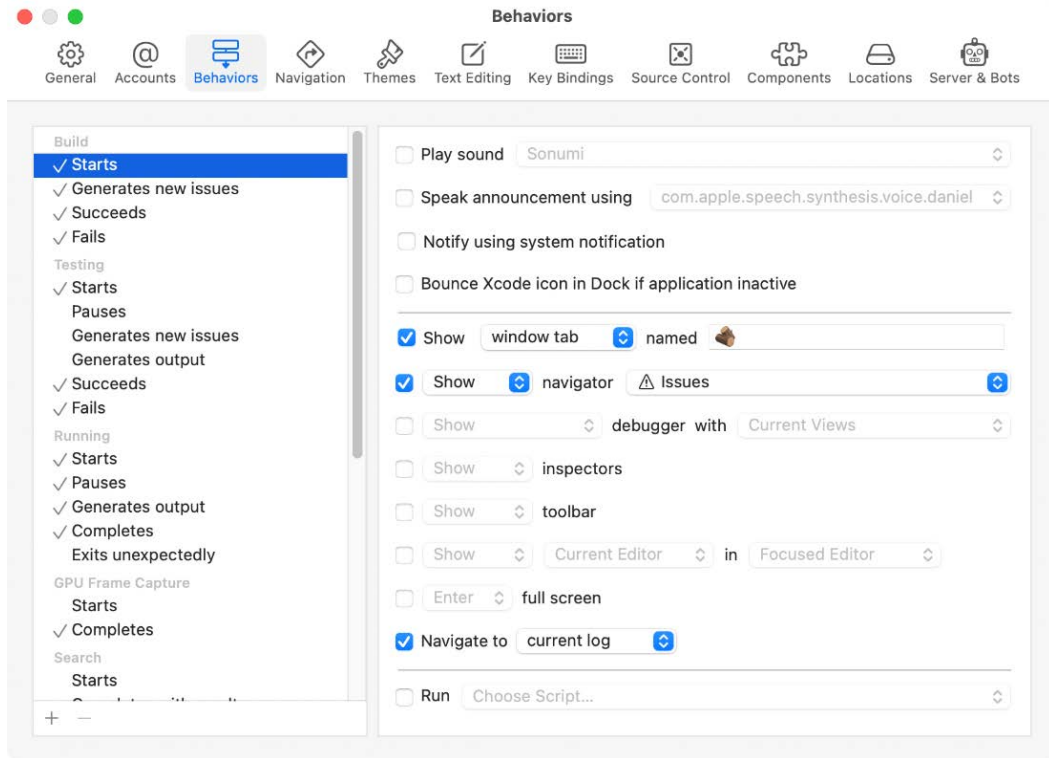 Behaviors
General Accounts Behaviors Navigation Themes Text Editing Key Bindings Source Control Components Locations Server & Bots
Build
Starts
Generates new issues
Succeeds
Fails
Testing
Starts
Pauses
Generates new issues
Generates output
Succeeds
Fails
Running
Starts
Pauses
Generates output
Completes
Exits unexpectedly
GPU Frame Capture
Starts
Completes
Search
Starts
Play sound Sonumi
Speak announcement using com.apple.speech.synthesis.voice.daniel
Notify using system notification
Bounce Xcode icon in Dock if application inactive
Show window tab named 🪵
Show navigator Issues
Show debugger with Current Views
Show inspectors
Show toolbar
Show Current Editor in Focused Editor
Enter full screen
Navigate to current log
Run Choose Script...